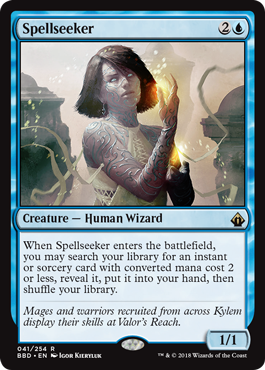 Spellseeker 2
Creature — Human Wizard
When Spellseeker enters the battlefield,
you may search your library for an instant
or sorcery card with converted mana cost 2
or less, reveal it, put it into your hand, then
shuffle your library.
Mages and warriors recruited from across Kylem
display their skills at Valor's Reach.
1/1
041/254 R
BBD • EN Igor Kieryluk ™ & © 2018 Wizards of the Coast